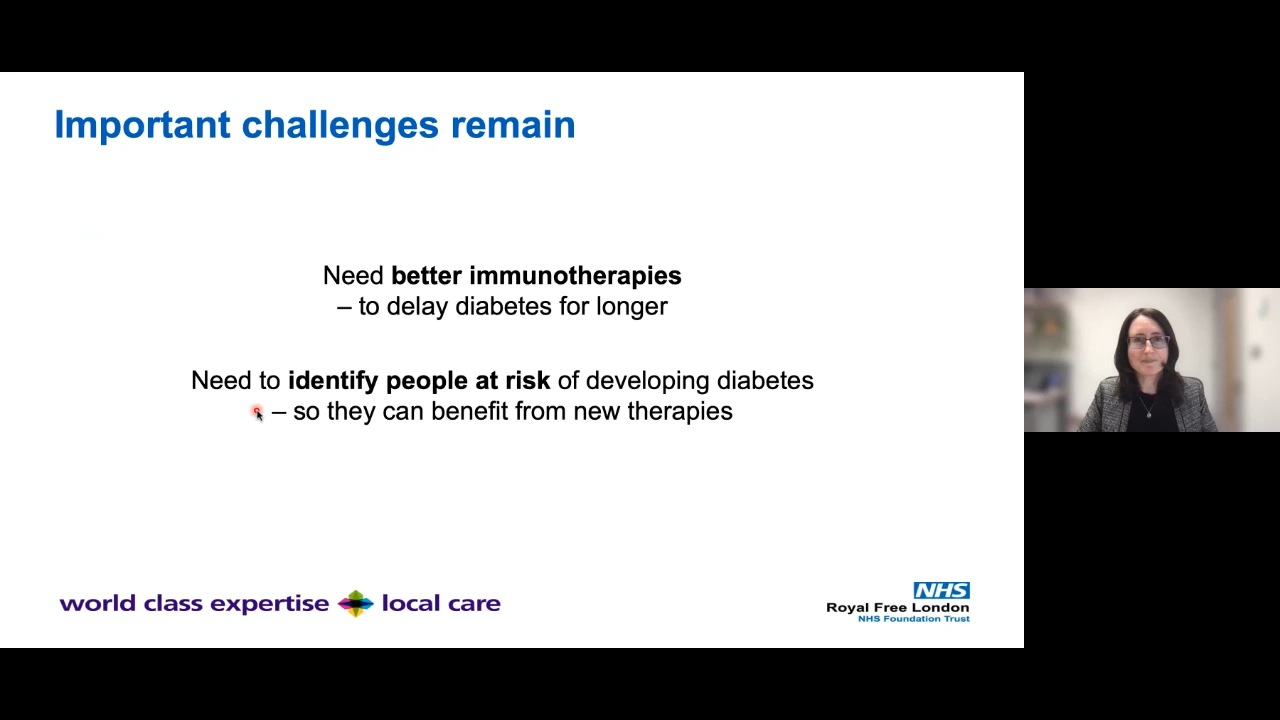 Important challenges remain
Need better immunotherapies
– to delay diabetes for longer
Need to identify people at risk of developing diabetes
– so they can benefit from new therapies
world class expertise local care
NHS
Royal Free London
NHS Foundation Trust